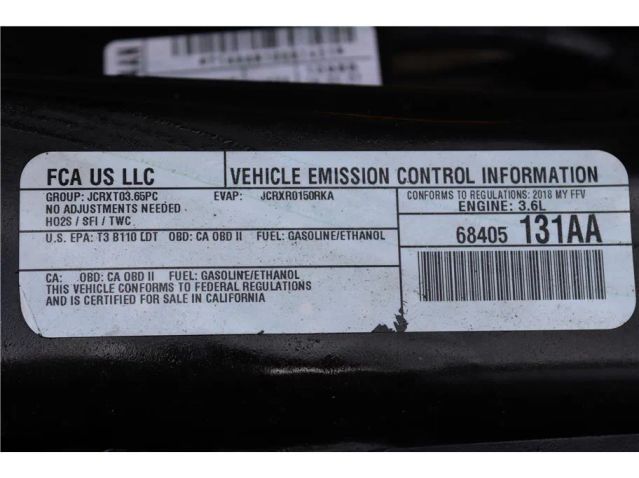 FCA US LLC
VEHICLE EMISSION CONTROL INFORMATION
GROUP: JCRXT03.65PC EVAP: JCRXR0150RKA
CONFORMS TO REGULATIONS: 2018 MY FFV
NO ADJUSTMENTS NEEDED
ENGINE: 3.6L
HO2S / SFI / TWC
68405 131AA
U.S. EPA: T3 B110 LDT OBD: CA OBD II FUEL: GASOLINE/ETHANOL
CA: OBD: CA OBD II FUEL: GASOLINE/ETHANOL
THIS VEHICLE CONFORMS TO FEDERAL REGULATIONS
AND IS CERTIFIED FOR SALE IN CALIFORNIA